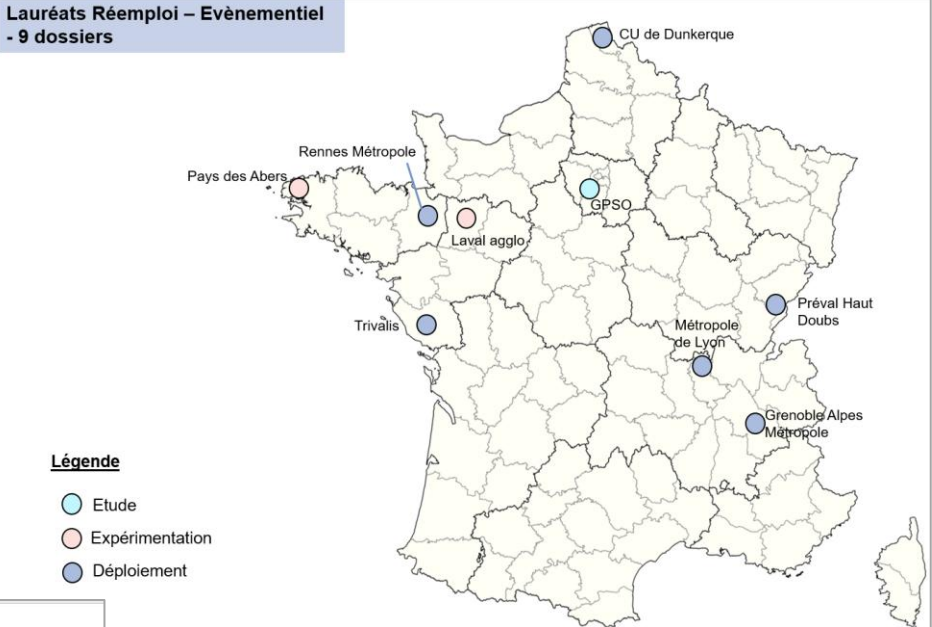 Lauréats Réemploi – Evènementiel
- 9 dossiers
CU de Dunkerque
Rennes Métropole
Pays des Abers
GPSO
Laval agglo
Préval Haut
Doubs
Trivalis
Métropole
de Lyon
Grenoble Alpes
Métropole
Légende
Etude
Expérimentation
Déploiement